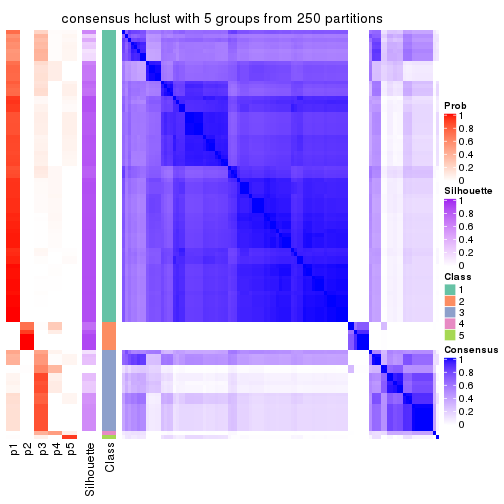 consensus hclust with 5 groups from 250 partitions
Prob
1
0.8
0.6
0.4
0.2
0
Silhouette
1
0.8
0.6
0.4
0.2
0
Class
1
2
3
4
5
Consensus
1
0.8
0.6
0.4
0.2
0
p1
p2
p3
p4
p5
Silhouette
Class